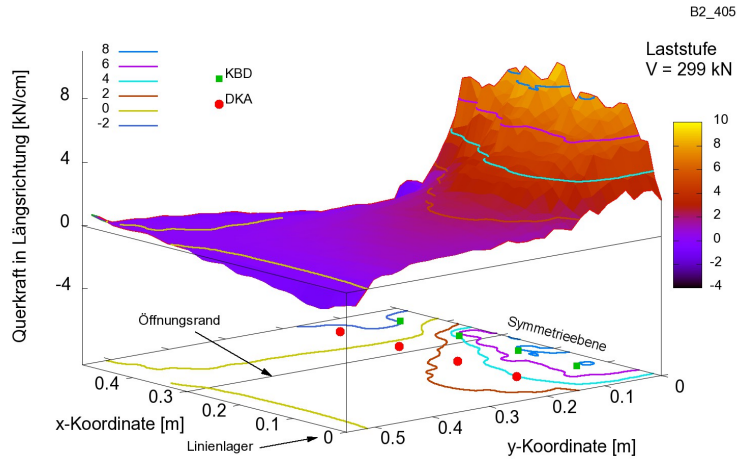 B2_405
8
6
4
2
0
-2
KBD
DKA
Laststufe
V = 299 kN
Querkraft in Längsrichtung [kN/cm]
8
4
0
-4
10
8
6
4
2
0
-2
-4
Öffnungsrand
Symmetrieebene
0.4
0.3
0.2
0.1
0
x-Koordinate [m]
Linienlager
0.5
0.4
0.3
0.2
0.1
0
y-Koordinate [m]